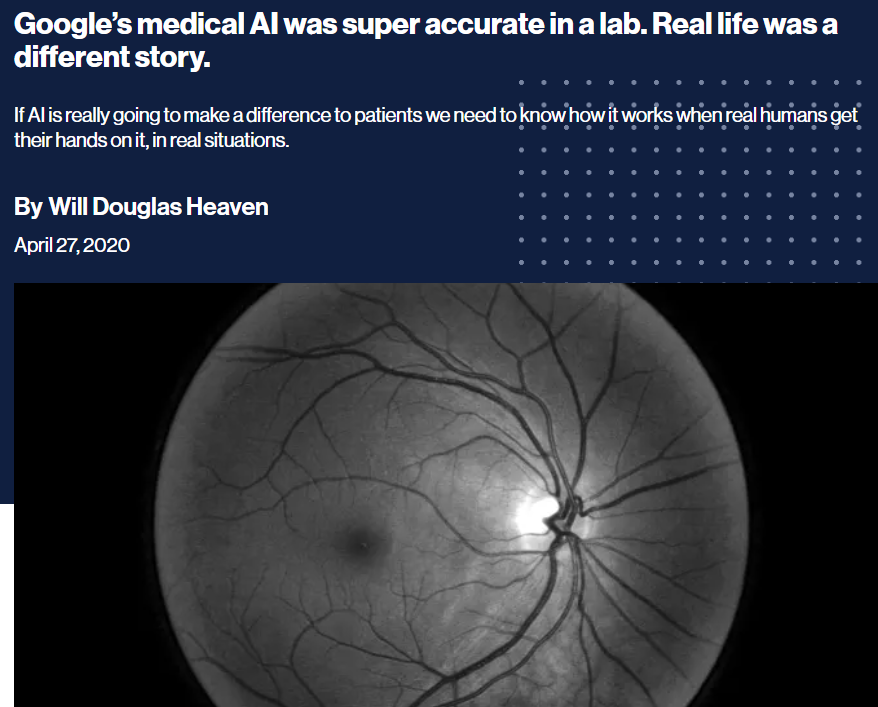 Google’s medical AI was super accurate in a lab. Real life was a
different story.
If AI is really going to make a difference to patients we need to know how it works when real humans get
their hands on it, in real situations.
By Will Douglas Heaven
April 27, 2020